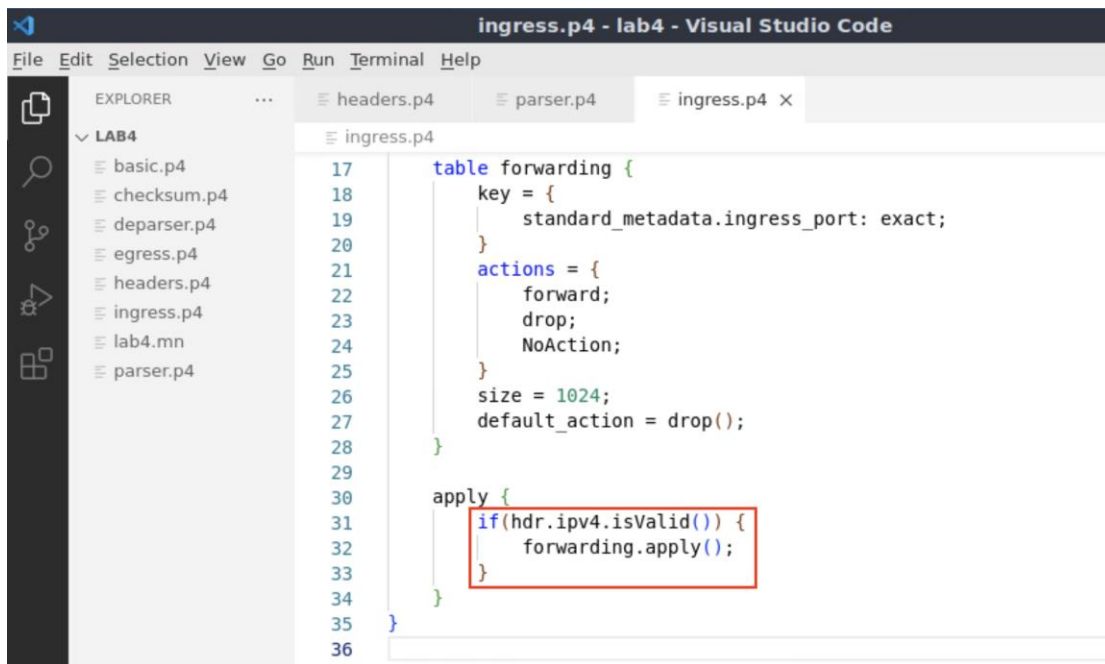 ingress.p4 - lab4 - Visual Studio Code
File Edit Selection View Go Run Terminal Help
EXPLORER ...
headers.p4 parser.p4 ingress.p4
LAB4
ingress.p4
basic.p4
checksum.p4
deparser.p4
egress.p4
headers.p4
ingress.p4
lab4.mn
parser.p4
17 table forwarding {
18 key = {
19 standard_metadata.ingress_port: exact;
20 }
21 actions = {
22 forward;
23 drop;
24 NoAction;
25 }
26 size = 1024;
27 default_action = drop();
28 }
29
30 apply {
31 if(hdr.ipv4.isValid()) {
32 forwarding.apply();
33 }
34 }
35 }
36